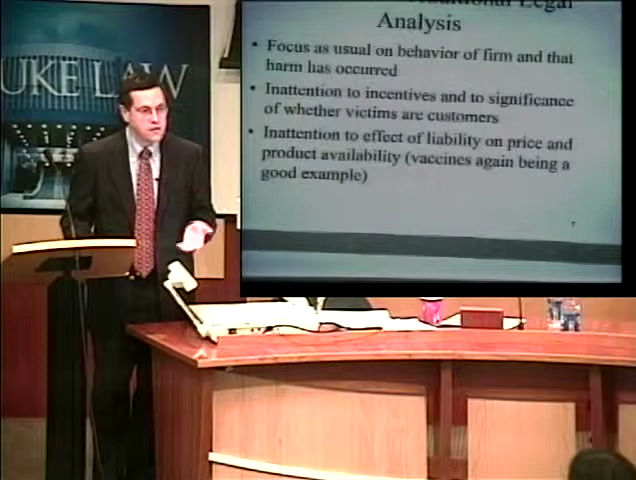 UKE LAW
Legal
Analysis
• Focus as usual on behavior of firm and that
harm has occurred
• Inattention to incentives and to significance
of whether victims are customers
• Inattention to effect of liability on price and
product availability (vaccines again being a
good example)
7